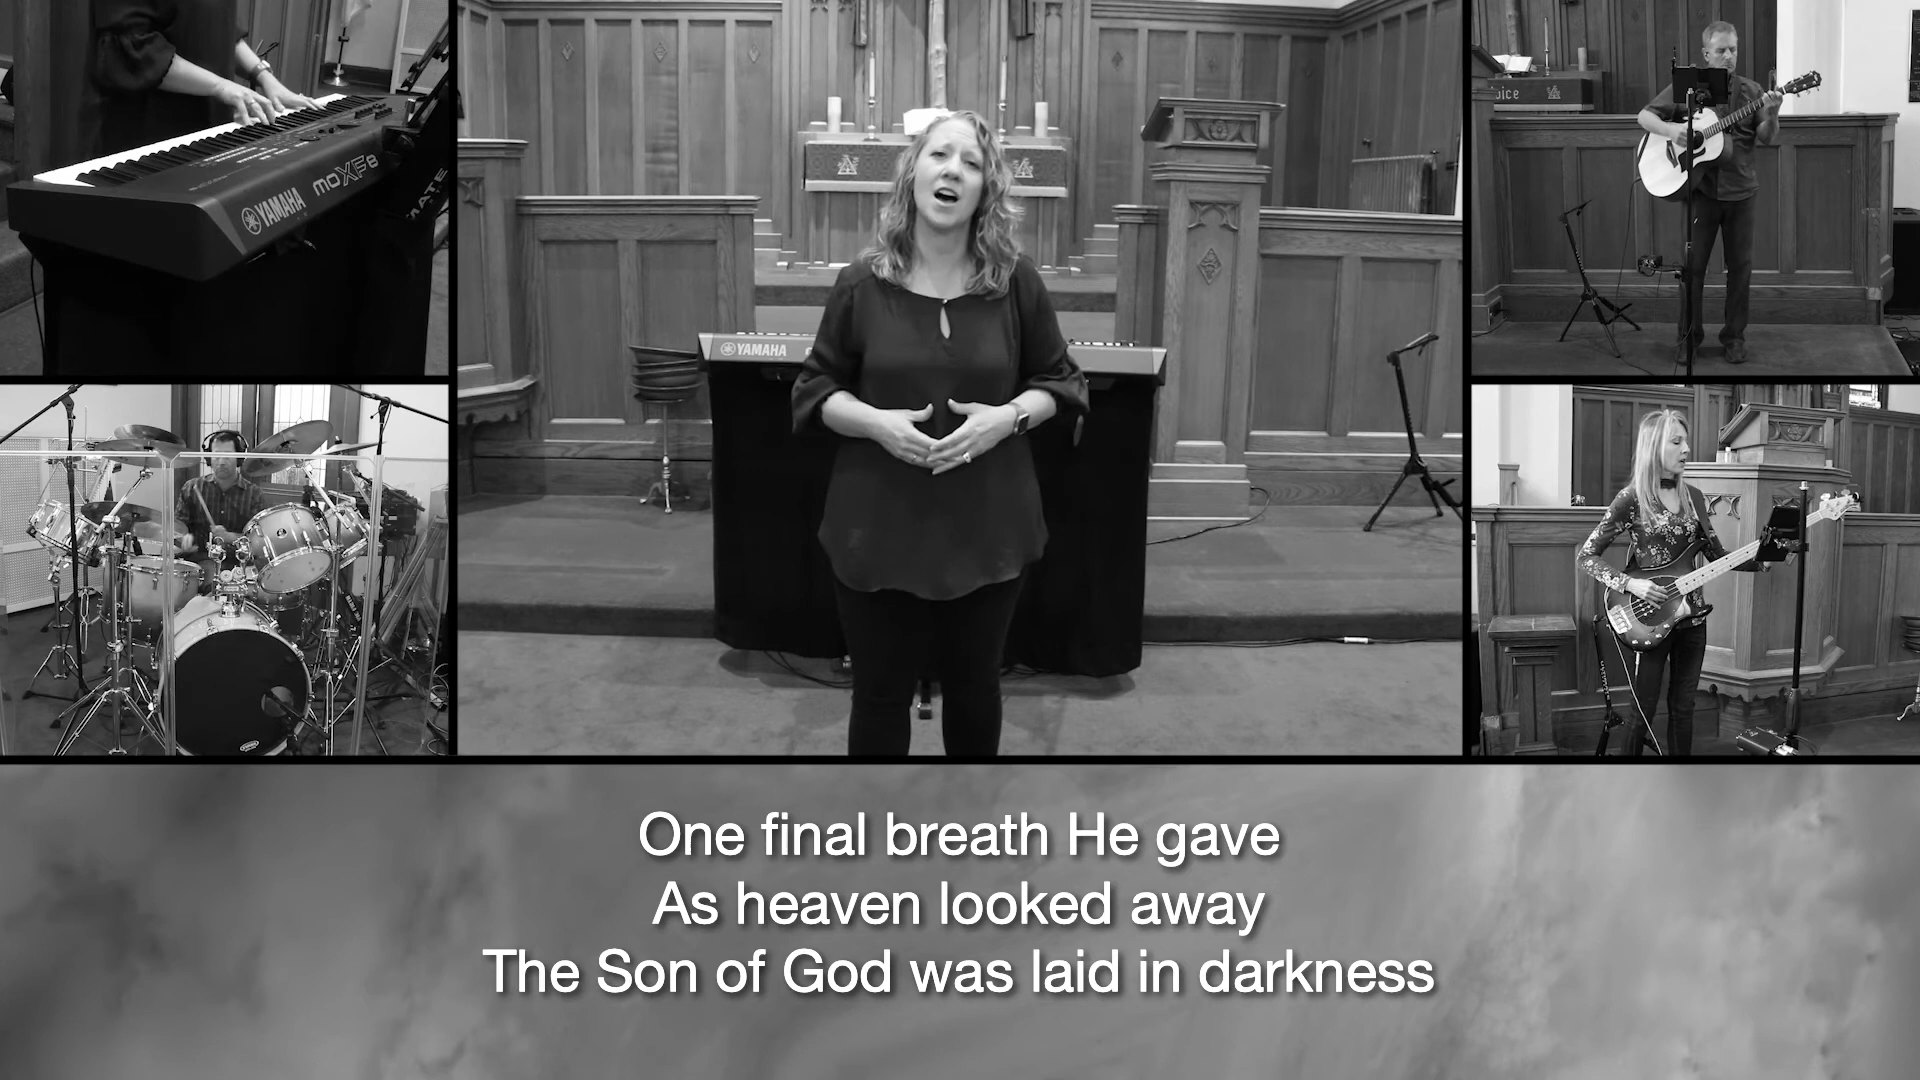 YAMAHA MOXF8
YAMAHA
One final breath He gave
As heaven looked away
The Son of God was laid in darkness